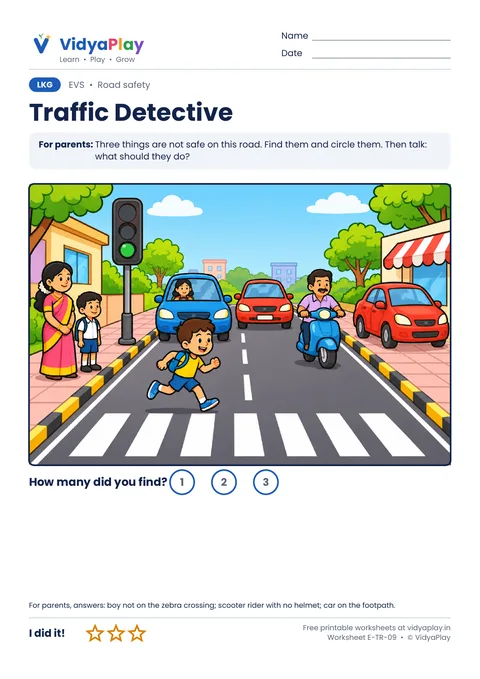 VidyaPlay
Learn • Play • Grow
Name
Date
LKG EVS • Road safety
Traffic Detective
For parents: Three things are not safe on this road. Find them and circle them. Then talk:
what should they do?
How many did you find? 1 2 3
For parents, answers: boy not on the zebra crossing; scooter rider with no helmet; car on the footpath.
I did it!
Free printable worksheets at vidyaplay.in
Worksheet E-TR-09 • © VidyaPlay